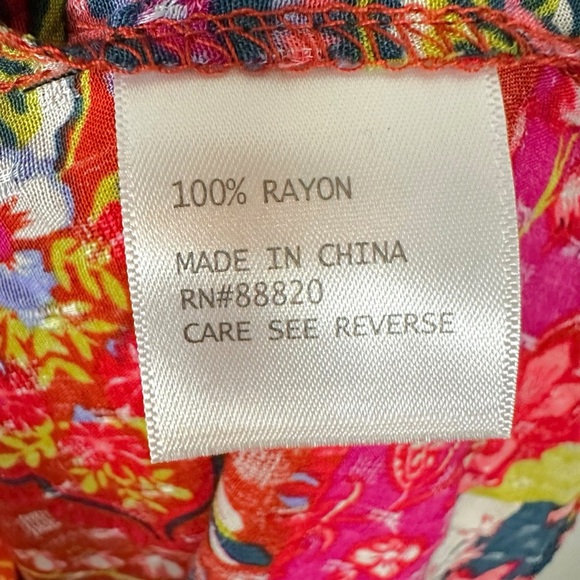 100% RAYON
MADE IN CHINA
RN#88820
CARE SEE REVERSE